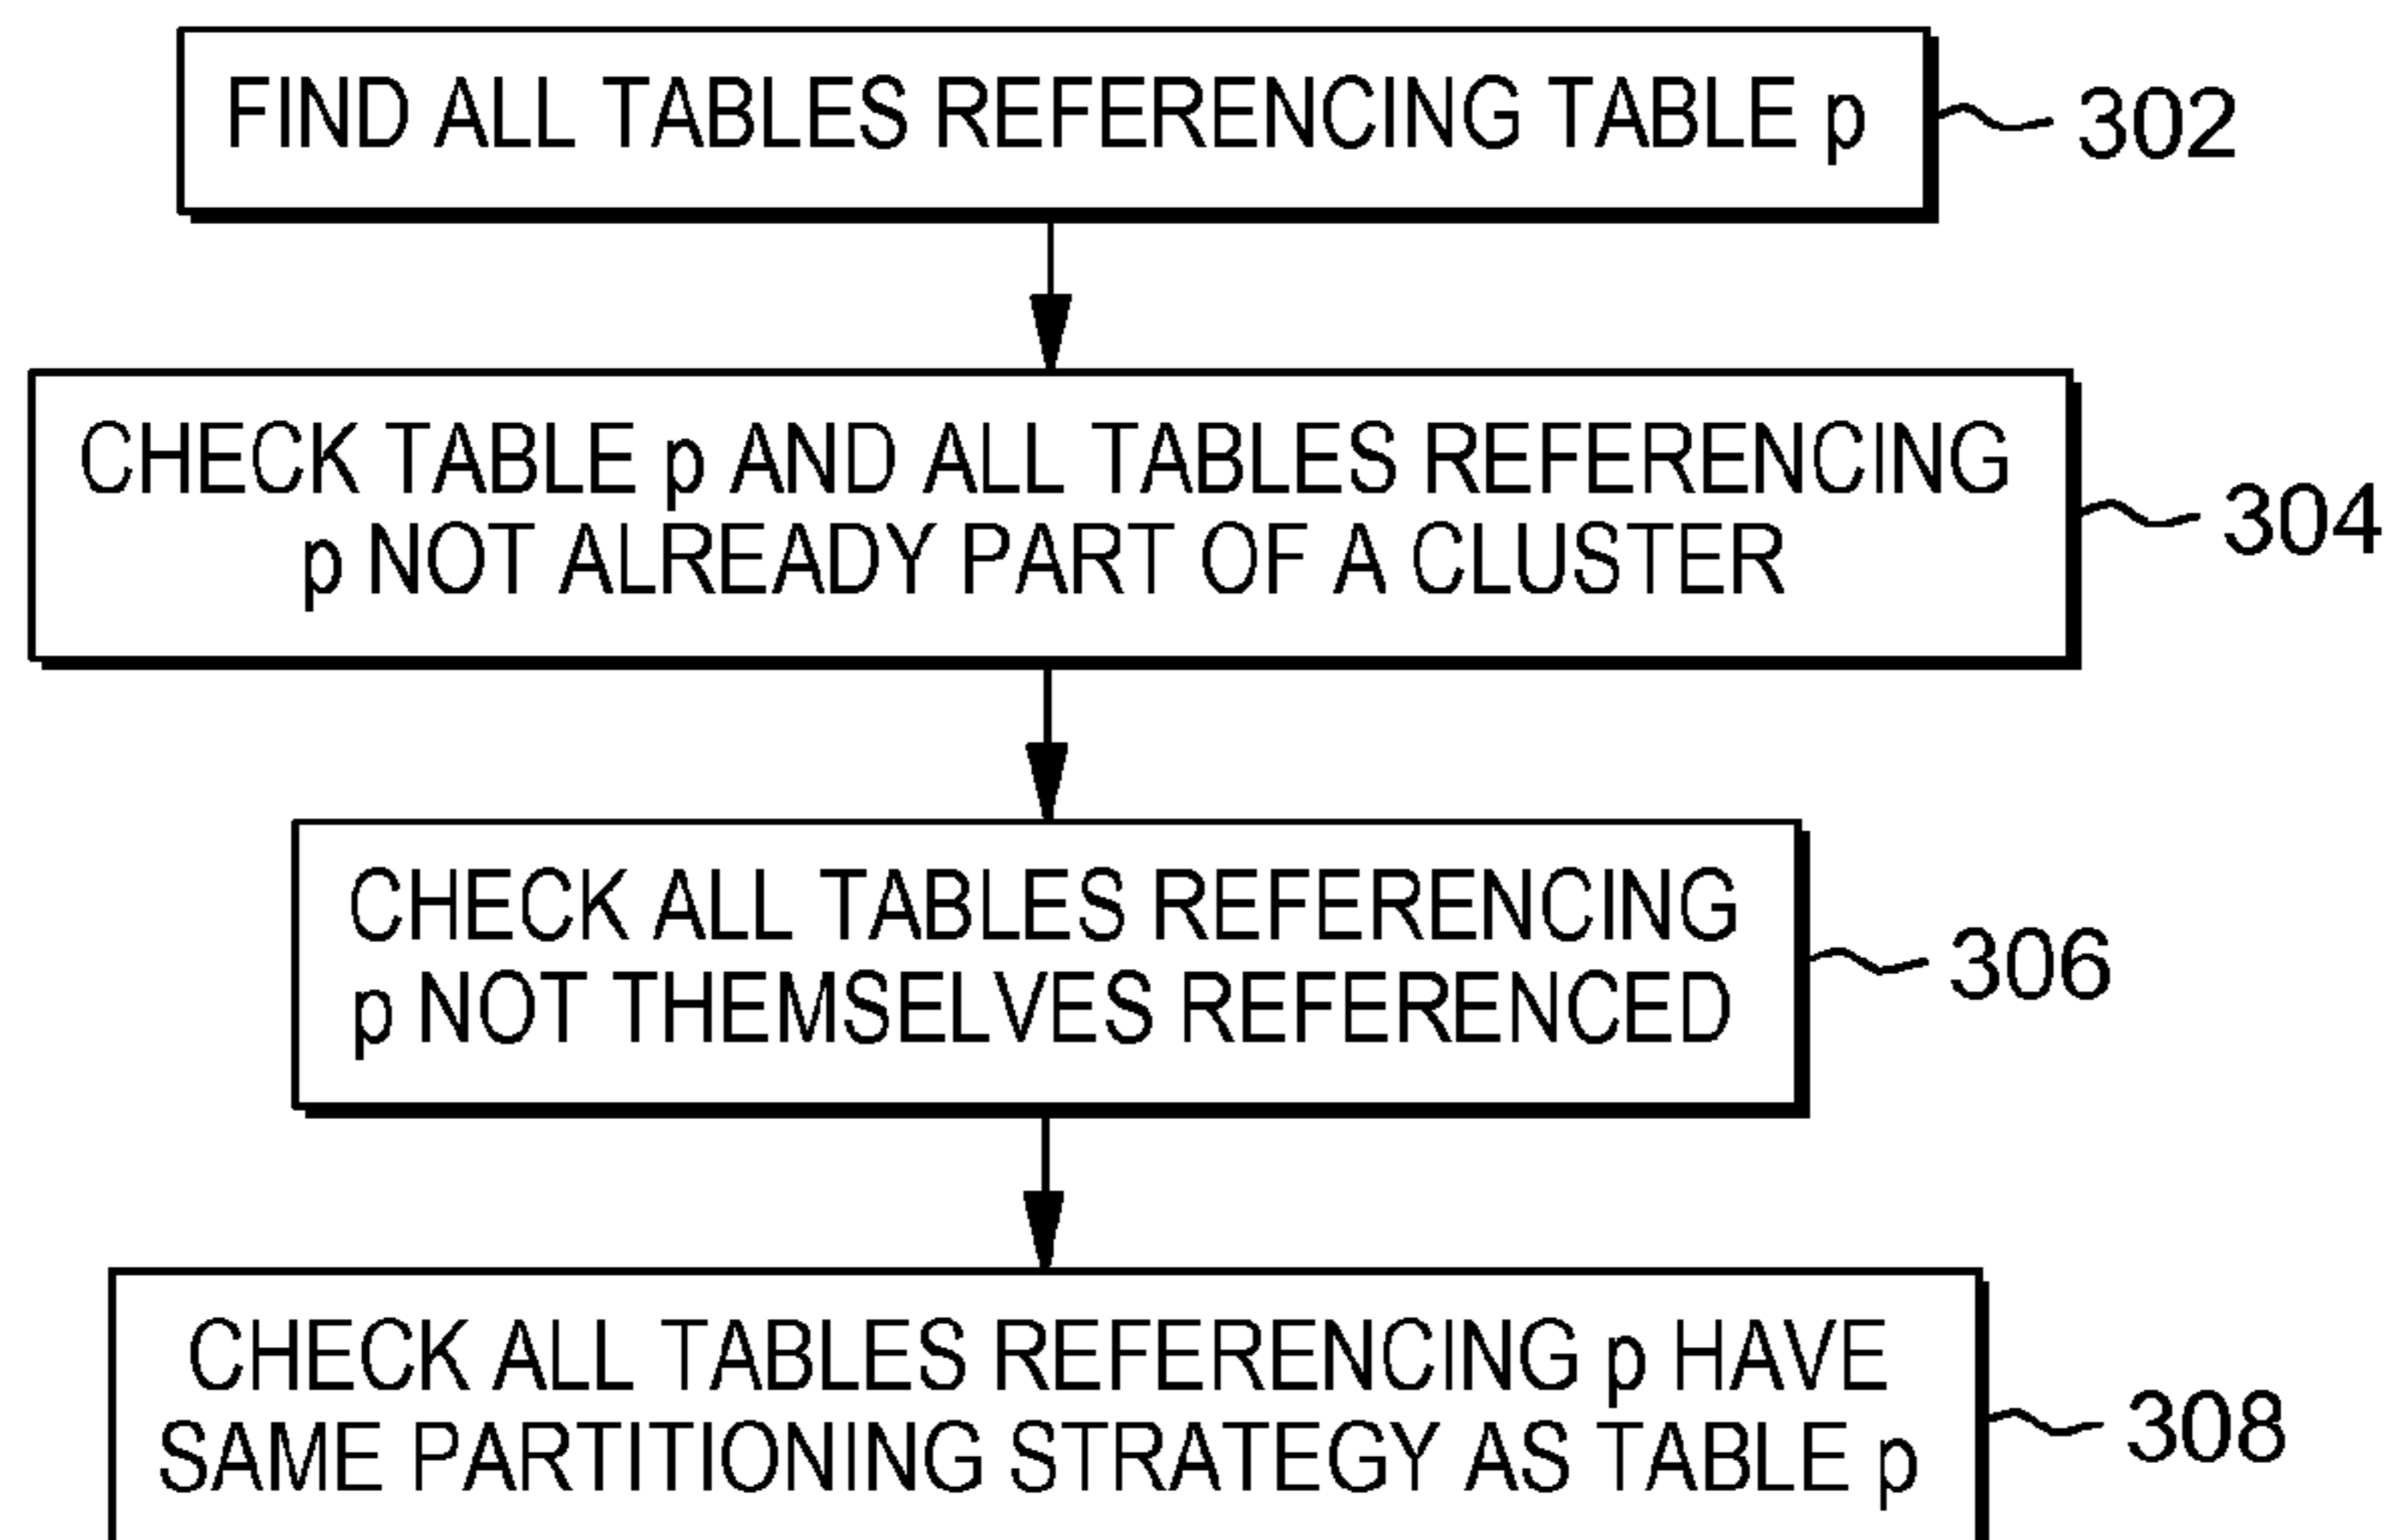 FIND ALL TABLES REFERENCING TABLE p
302
CHECK TABLE p AND ALL TABLES REFERENCING
p NOT ALREADY PART OF A CLUSTER
304
CHECK ALL TABLES REFERENCING
p NOT THEMSELVES REFERENCED
306
CHECK ALL TABLES REFERENCING p HAVE
SAME PARTITIONING STRATEGY AS TABLE p
308